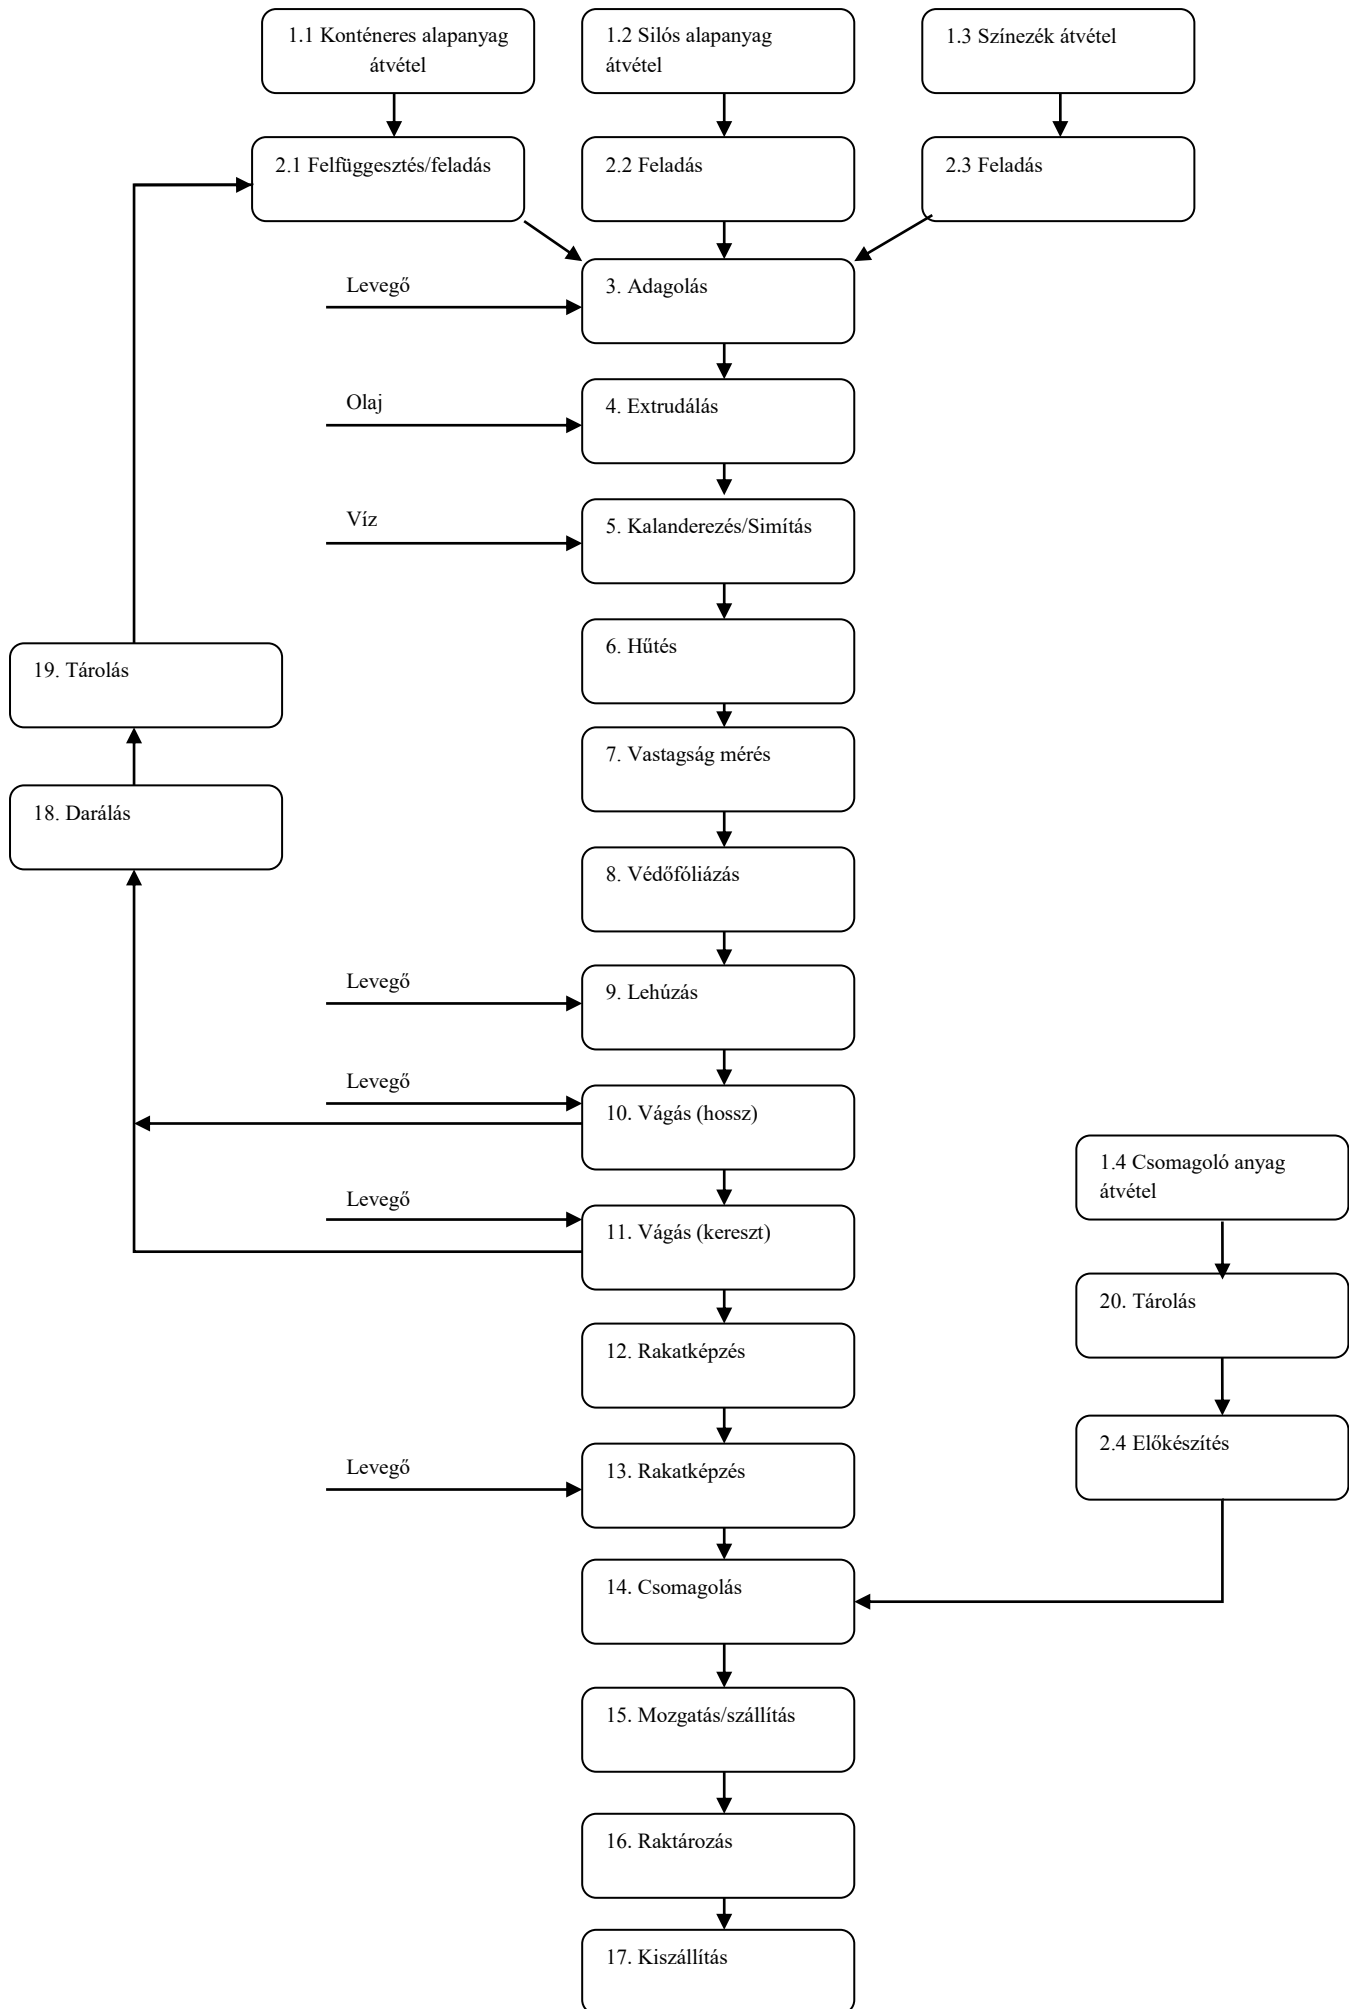 1.1 Konténeres alapanyag
átvétel
1.2 Silós alapanyag
átvétel
1.3 Színezék átvétel
2.1 Felfüggesztés/feladás
2.2 Feladás
2.3 Feladás
Levegő
3. Adagolás
Olaj
4. Extrudálás
Víz
5. Kalanderezés/Simítás
6. Hűtés
19. Tárolás
7. Vastagság mérés
18. Darálás
8. Védőfóliázás
Levegő
9. Lehúzás
Levegő
10. Vágás (hossz)
1.4 Csomagoló anyag
átvétel
Levegő
11. Vágás (kereszt)
20. Tárolás
12. Rakatképzés
2.4 Előkészítés
Levegő
13. Rakatképzés
14. Csomagolás
15. Mozgatás/szállítás
16. Raktározás
17. Kiszállítás